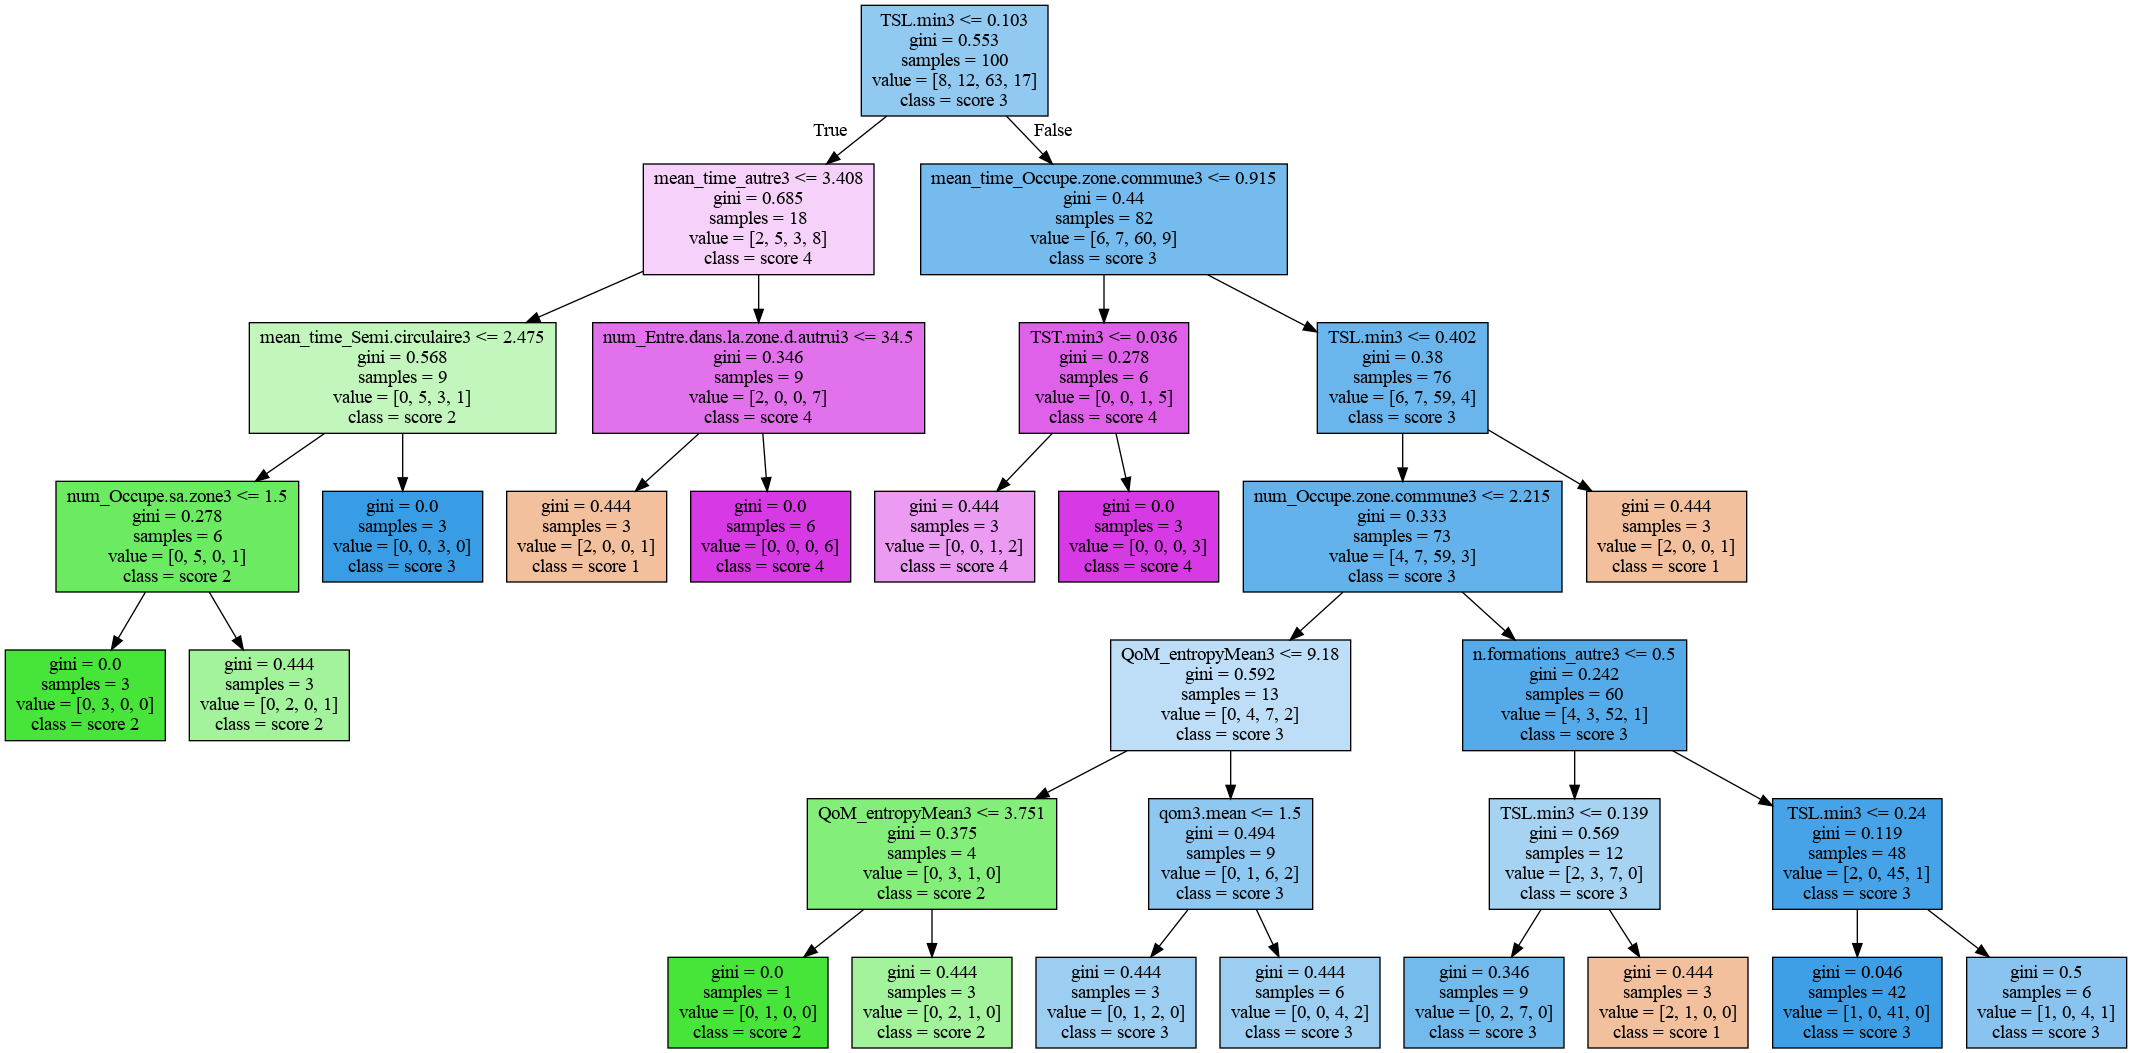 TSL.min3 <= 0.103
gini = 0.553
samples = 100
value = [8, 12, 63, 17]
class = score 3
True
False
mean_time_autre3 <= 3.408
gini = 0.685
samples = 18
value = [2, 5, 3, 8]
class = score 4
mean_time_Occupe.zone.commune3 <= 0.915
gini = 0.44
samples = 82
value = [6, 7, 60, 9]
class = score 3
mean_time_Semi.circulaire3 <= 2.475
gini = 0.568
samples = 9
value = [0, 5, 3, 1]
class = score 2
num_Entre.dans.la.zone.d.autrui3 <= 34.5
gini = 0.346
samples = 9
value = [2, 0, 0, 7]
class = score 4
TST.min3 <= 0.036
gini = 0.278
samples = 6
value = [0, 0, 1, 5]
class = score 4
TSL.min3 <= 0.402
gini = 0.38
samples = 76
value = [6, 7, 59, 4]
class = score 3
num_Occupe.sa.zone3 <= 1.5
gini = 0.278
samples = 6
value = [0, 5, 0, 1]
class = score 2
gini = 0.0
samples = 3
value = [0, 0, 3, 0]
class = score 3
gini = 0.444
samples = 3
value = [2, 0, 0, 1]
class = score 1
gini = 0.0
samples = 6
value = [0, 0, 0, 6]
class = score 4
gini = 0.444
samples = 3
value = [0, 0, 1, 2]
class = score 4
gini = 0.0
samples = 3
value = [0, 0, 0, 3]
class = score 4
num_Occupe.zone.commune3 <= 2.215
gini = 0.333
samples = 73
value = [4, 7, 59, 3]
class = score 3
gini = 0.444
samples = 3
value = [2, 0, 0, 1]
class = score 1
gini = 0.0
samples = 3
value = [0, 3, 0, 0]
class = score 2
gini = 0.444
samples = 3
value = [0, 2, 0, 1]
class = score 2
QoM_entropyMean3 <= 9.18
gini = 0.592
samples = 13
value = [0, 4, 7, 2]
class = score 3
n.formations_autre3 <= 0.5
gini = 0.242
samples = 60
value = [4, 3, 52, 1]
class = score 3
QoM_entropyMean3 <= 3.751
gini = 0.375
samples = 4
value = [0, 3, 1, 0]
class = score 2
qom3.mean <= 1.5
gini = 0.494
samples = 9
value = [0, 1, 6, 2]
class = score 3
TSL.min3 <= 0.139
gini = 0.569
samples = 12
value = [2, 3, 7, 0]
class = score 3
TSL.min3 <= 0.24
gini = 0.119
samples = 48
value = [2, 0, 45, 1]
class = score 3
gini = 0.0
samples = 1
value = [0, 1, 0, 0]
class = score 2
gini = 0.444
samples = 3
value = [0, 2, 1, 0]
class = score 2
gini = 0.444
samples = 3
value = [0, 1, 2, 0]
class = score 3
gini = 0.444
samples = 6
value = [0, 0, 4, 2]
class = score 3
gini = 0.346
samples = 9
value = [0, 2, 7, 0]
class = score 3
gini = 0.444
samples = 3
value = [2, 1, 0, 0]
class = score 1
gini = 0.046
samples = 42
value = [1, 0, 41, 0]
class = score 3
gini = 0.5
samples = 6
value = [1, 0, 4, 1]
class = score 3